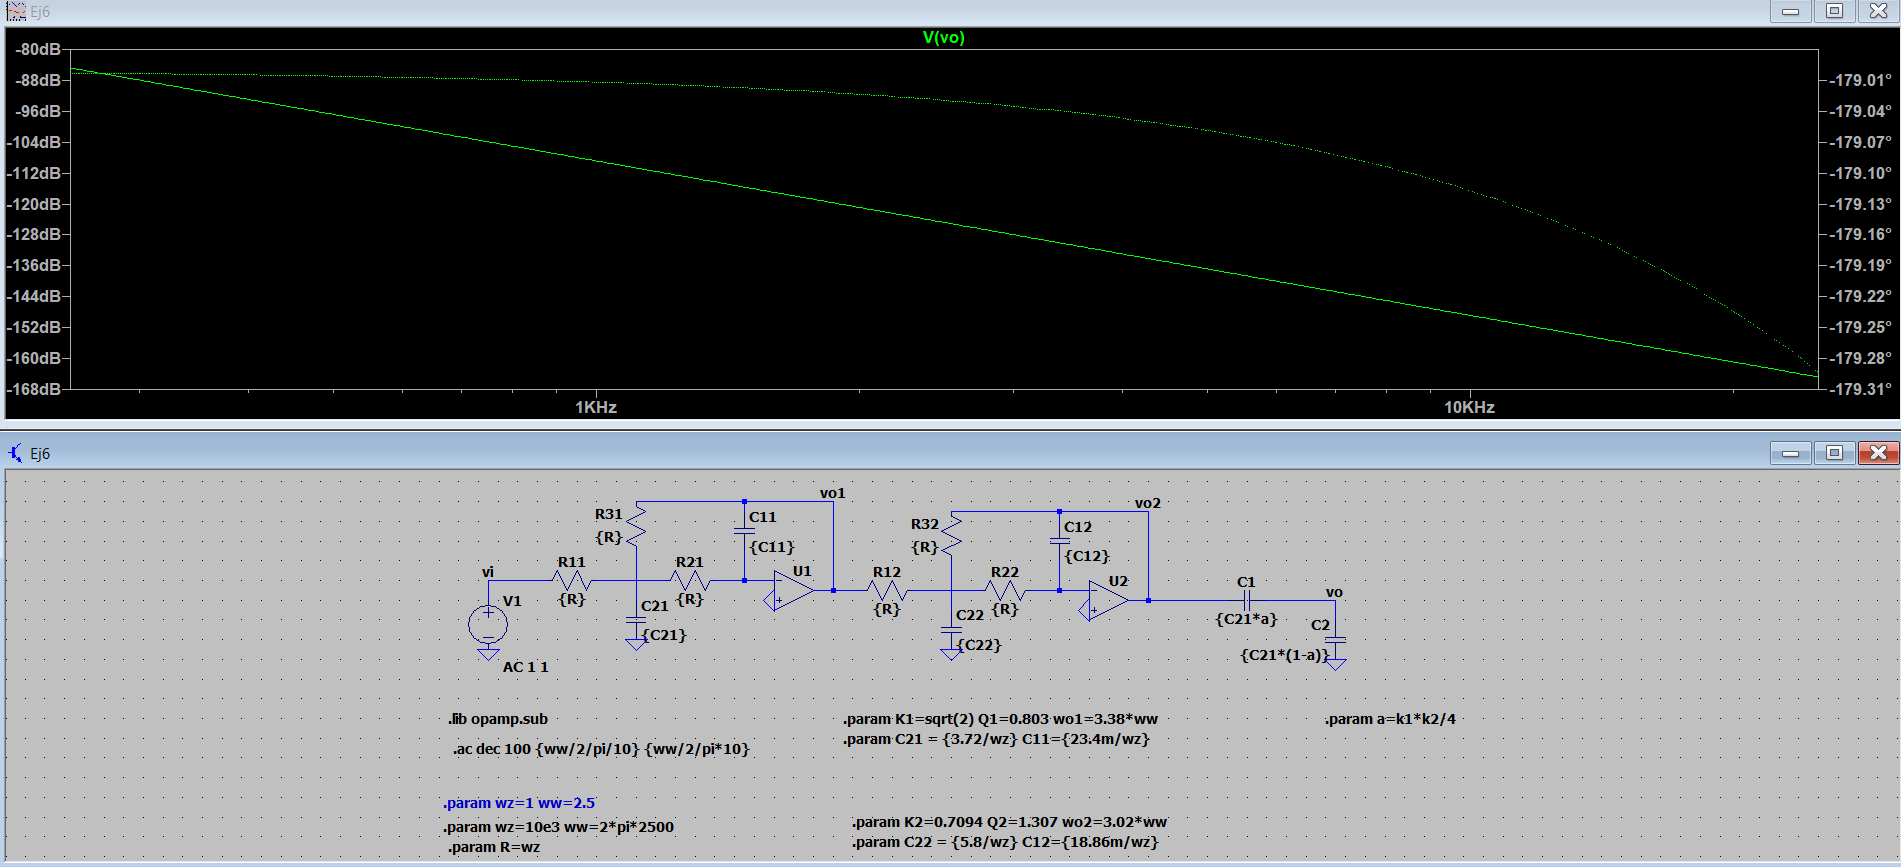 Ej6
V(vo)
-80dB
-88dB
-96dB
-104dB
-112dB
-120dB
-128dB
-136dB
-144dB
-152dB
-160dB
-168dB
-179.01°
-179.04°
-179.07°
-179.10°
-179.13°
-179.16°
-179.19°
-179.22°
-179.25°
-179.28°
-179.31°
1KHz 10KHz
Ej6
vo1
vo2
R31
{R}
C11
{C11}
R32
{R}
C12
{C12}
vi
R11
{R}
R21
{R}
U1
R12
{R}
R22
{R}
U2
C1
{C21*a}
vo
V1
C21
{C21}
C22
{C22}
C2
{C21*(1-a)}
AC 1 1
.lib opamp.sub
.ac dec 100 {ww/2/pi/10} {ww/2/pi*10}
.param K1=sqrt(2) Q1=0.803 wo1=3.38*ww
.param C21 = {3.72/wz} C11={23.4m/wz}
.param a=k1*k2/4
.param wz=1 ww=2.5
.param wz=10e3 ww=2*pi*2500
.param R=wz
.param K2=0.7094 Q2=1.307 wo2=3.02*ww
.param C22 = {5.8/wz} C12={18.86m/wz}